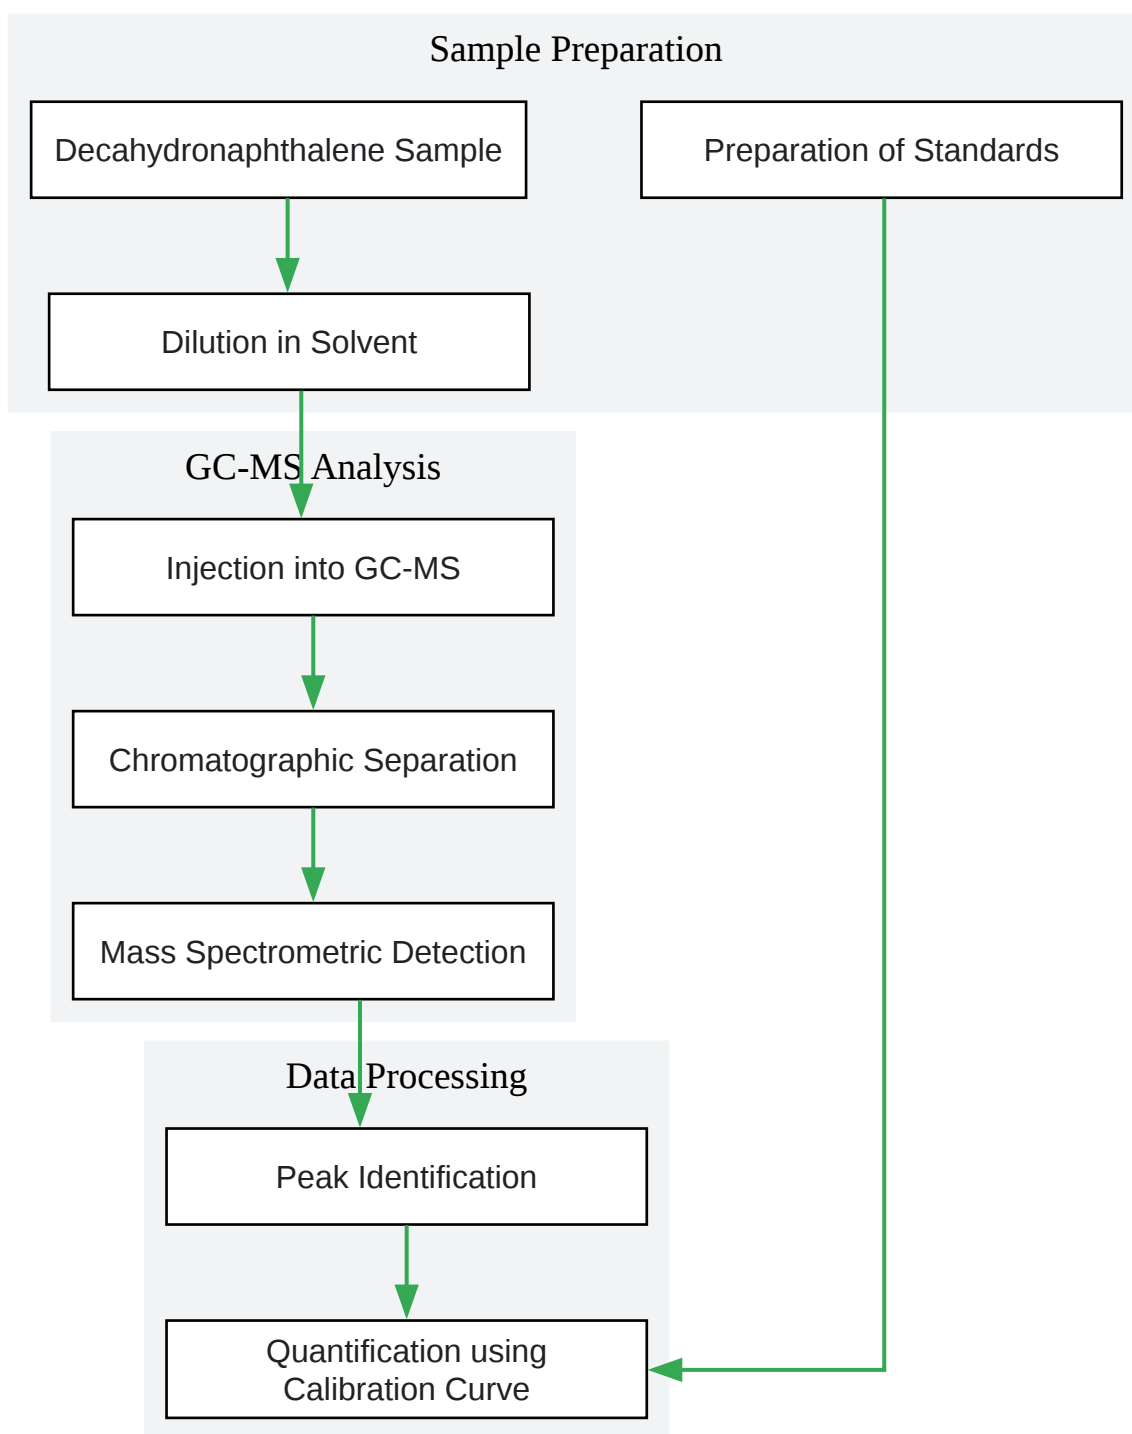 Sample Preparation
Decahydronaphthalene Sample
Preparation of Standards
Dilution in Solvent
GC-MS Analysis
Injection into GC-MS
Chromatographic Separation
Mass Spectrometric Detection
Data Processing
Peak Identification
Quantification using
Calibration Curve